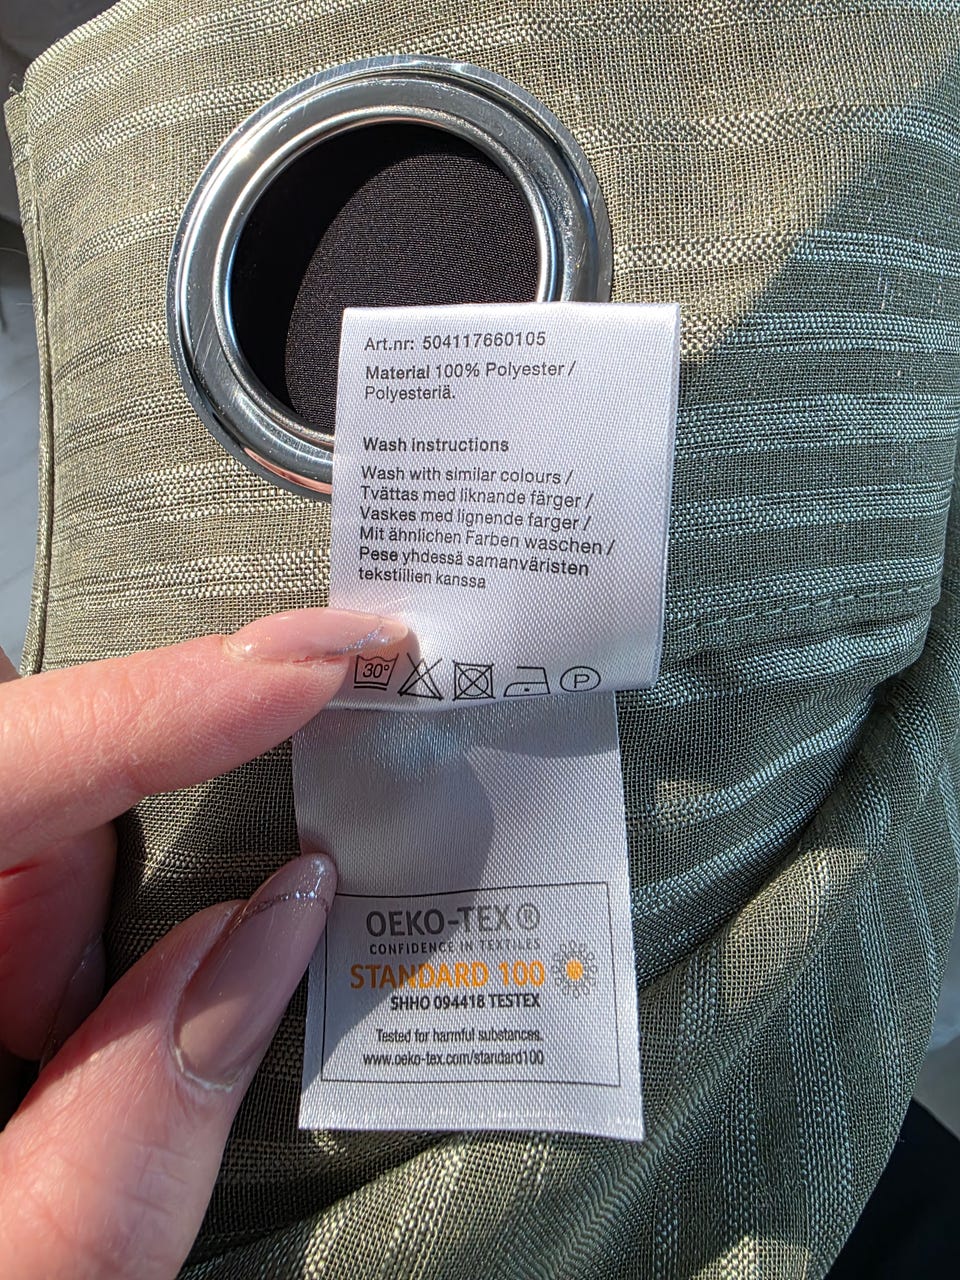 Art.nr: 504117660105
Material 100% Polyester /
Polyesteriä.
Wash instructions
Wash with similar colours /
Tvättas med liknande färger /
Vaskes med lignende farger /
Mit ähnlichen Farben waschen /
Pese yhdessä samanväristen
tekstillien kanssa
30°
P
OEKO-TEX®
CONFIDENCE IN TEXTILES
STANDARD 100
SHHO 094418 TESTEX
Tested for harmful substances.
www.oeko-tex.com/standard100